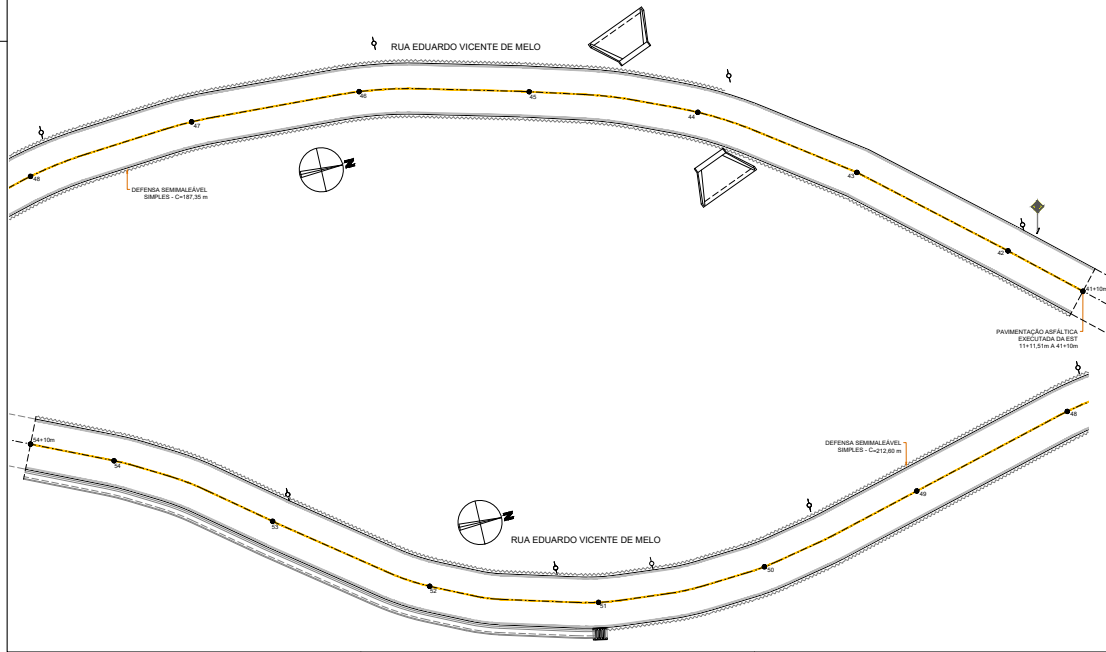 RUA EDUARDO VICENTE DE MELO
46
45
44
47
43
48
N
DEFENSA SEMIMALEÁVEL
SIMPLES - C=187,35 m
42
41+10m
PAVIMENTAÇÃO ASFÁLTICA
EXECUTADA DA EST
11+11,51m A 41+10m
48
54+10m
DEFENSA SEMIMALEÁVEL
SIMPLES - C=212,60 m
54
49
53
N
RUA EDUARDO VICENTE DE MELO
50
52
51